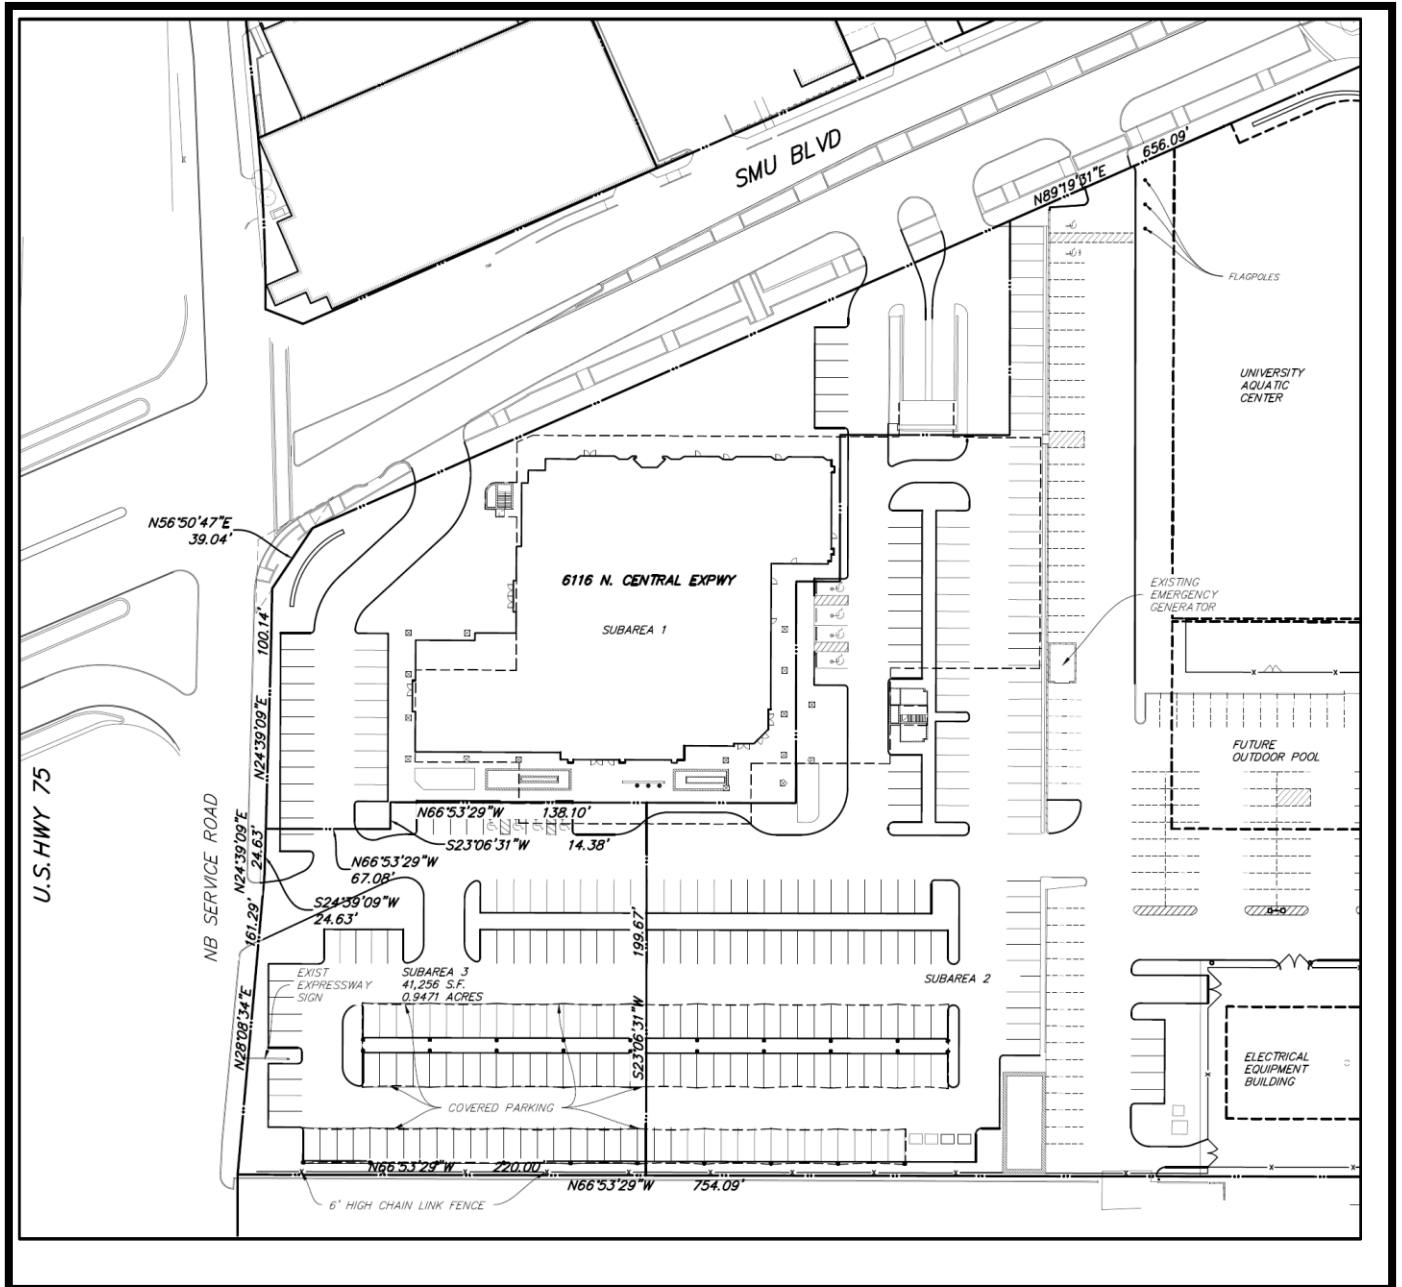 SMU BLVD
656.09'
N89°19'31"E
FLAGPOLES
UNIVERSITY
AQUATIC
CENTER
N56°50'47"E
39.04'
6116 N. CENTRAL EXPWY
SUBAREA 1
EXISTING
EMERGENCY
GENERATOR
100.14'
N24°39'09"E
FUTURE
OUTDOOR POOL
U.S. HWY 75
NB SERVICE ROAD
N66°53'29"W 138.10'
S23°06'31"W 14.38'
N24°39'09"E
24.63'
N66°53'29"W
67.08'
S24°39'09"W
24.63'
161.29'
N28°08'34"E
199.67'
S23°06'31"W
EXIST
EXPRESSWAY
SIGN
SUBAREA 3
41,256 S.F.
0.9471 ACRES
SUBAREA 2
ELECTRICAL
EQUIPMENT
BUILDING
COVERED PARKING
N66°53'29"W 220.00'
N66°53'29"W 754.09'
6' HIGH CHAIN LINK FENCE